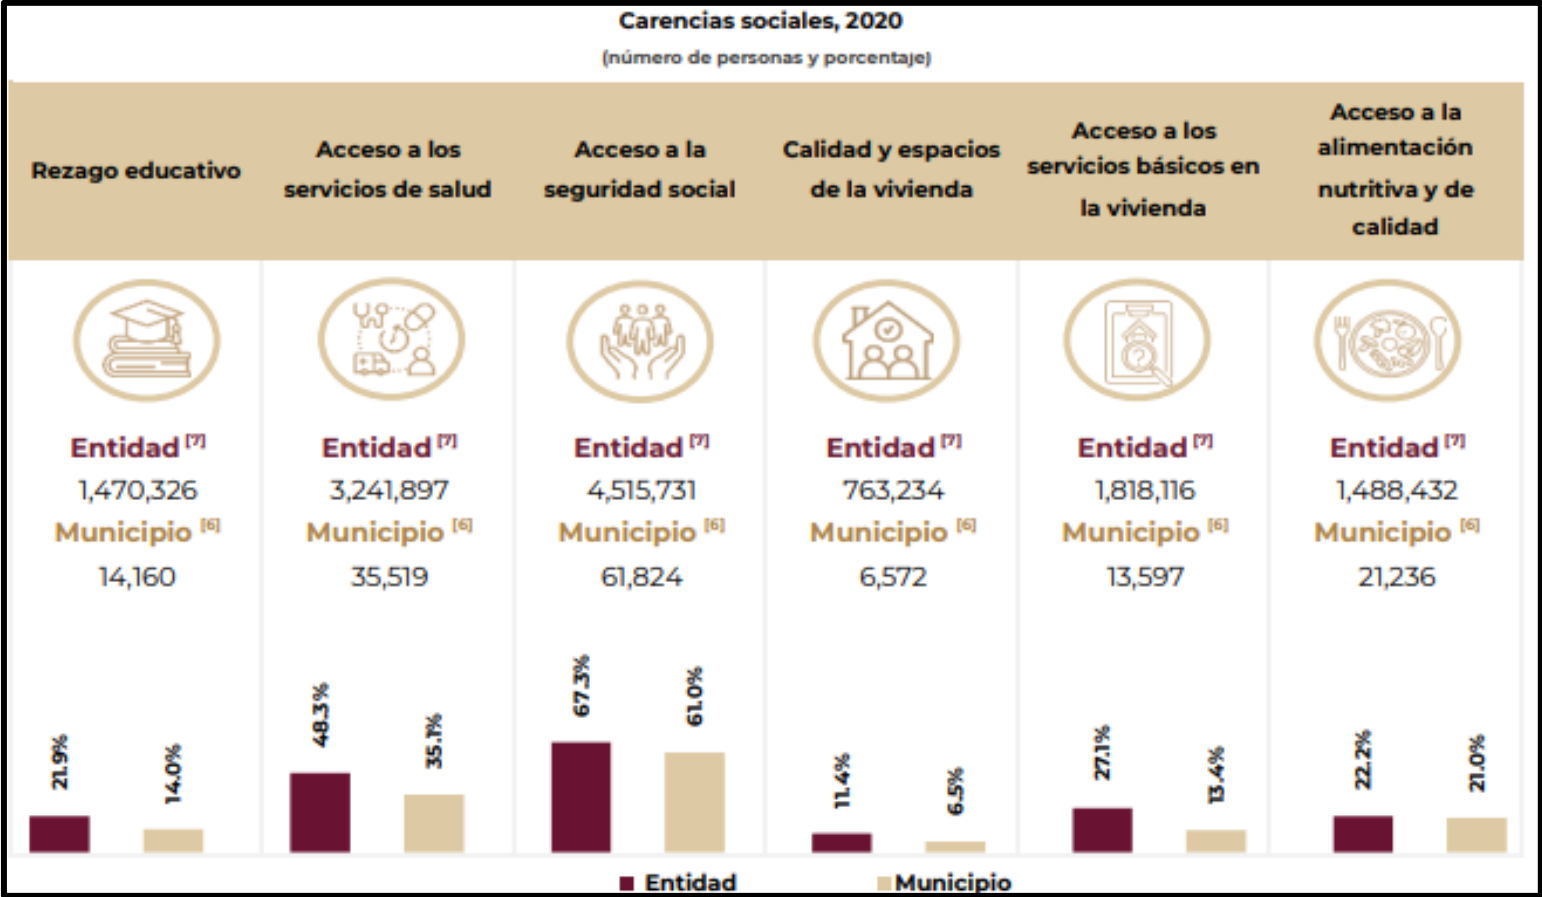 Carencias sociales, 2020
(número de personas y porcentaje)
Rezago educativo
Acceso a los
servicios de salud
Acceso a la
seguridad social
Calidad y espacios
de la vivienda
Acceso a los
servicios básicos en
la vivienda
Acceso a la
alimentación
nutritiva y de
calidad
Entidad [7]
1,470,326
Municipio [6]
14,160
Entidad [7]
3,241,897
Municipio [6]
35,519
Entidad [7]
4,515,731
Municipio [6]
61,824
Entidad [7]
763,234
Municipio [6]
6,572
Entidad [7]
1,818,116
Municipio [6]
13,597
Entidad [7]
1,488,432
Municipio [6]
21,236
21.9%
14.0%
48.3%
35.1%
67.3%
61.0%
11.4%
6.5%
27.1%
13.4%
22.2%
21.0%
Entidad
Municipio